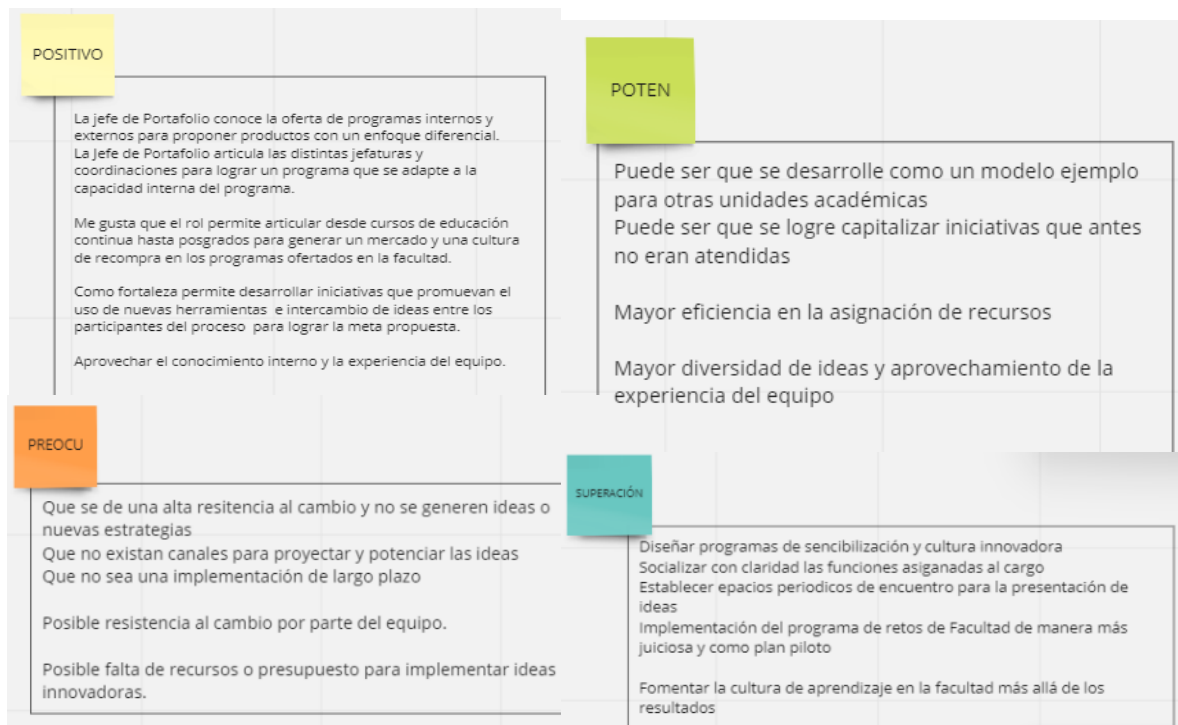 POSITIVO
La jefe de Portafolio conoce la oferta de programas internos y
externos para proponer productos con un enfoque diferencial.
La Jefe de Portafolio articula las distintas jefaturas y
coordinaciones para lograr un programa que se adapte a la
capacidad interna del programa.
Me gusta que el rol permite articular desde cursos de educación
continua hasta posgrados para generar un mercado y una cultura
de recompra en los programas ofertados en la facultad.
Como fortaleza permite desarrollar iniciativas que promuevan el
uso de nuevas herramientas e intercambio de ideas entre los
participantes del proceso para lograr la meta propuesta.
Aprovechar el conocimiento interno y la experiencia del equipo.
POTEN
Puede ser que se desarrolle como un modelo ejemplo
para otras unidades académicas
Puede ser que se logre capitalizar iniciativas que antes
no eran atendidas
Mayor eficiencia en la asignación de recursos
Mayor diversidad de ideas y aprovechamiento de la
experiencia del equipo
PREOCU
Que se de una alta resitencia al cambio y no se generen ideas o
nuevas estrategias
Que no existan canales para proyectar y potenciar las ideas
Que no sea una implementación de largo plazo
Posible resistencia al cambio por parte del equipo.
Posible falta de recursos o presupuesto para implementar ideas
innovadoras.
SUPERACIÓN
Diseñar programas de sencibilización y cultura innovadora
Socializar con claridad las funciones asiganadas al cargo
Establecer epacios periodicos de encuentro para la presentación de
ideas
Implementación del programa de retos de Facultad de manera más
juiciosa y como plan piloto
Fomentar la cultura de aprendizaje en la facultad más allá de los
resultados